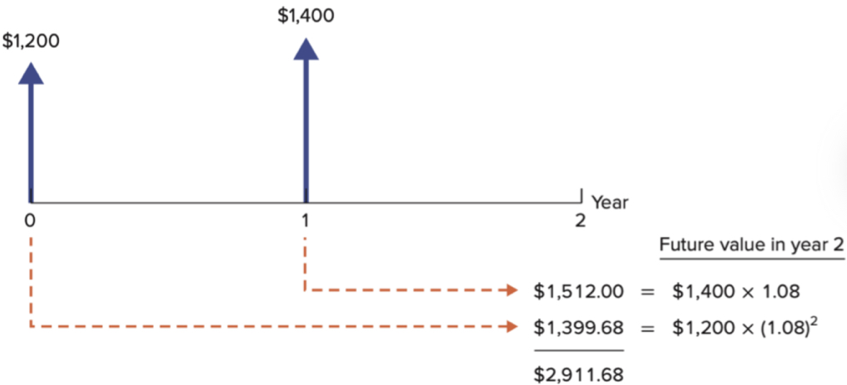 $1,400
$1,200
0 1 2 Year
Future value in year 2
$1,512.00 = $1,400 × 1.08
$1,399.68 = $1,200 × (1.08)²
$2,911.68